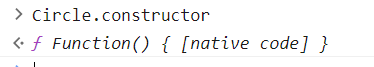 > Circle.constructor
<· ƒ Function() { [native code] }